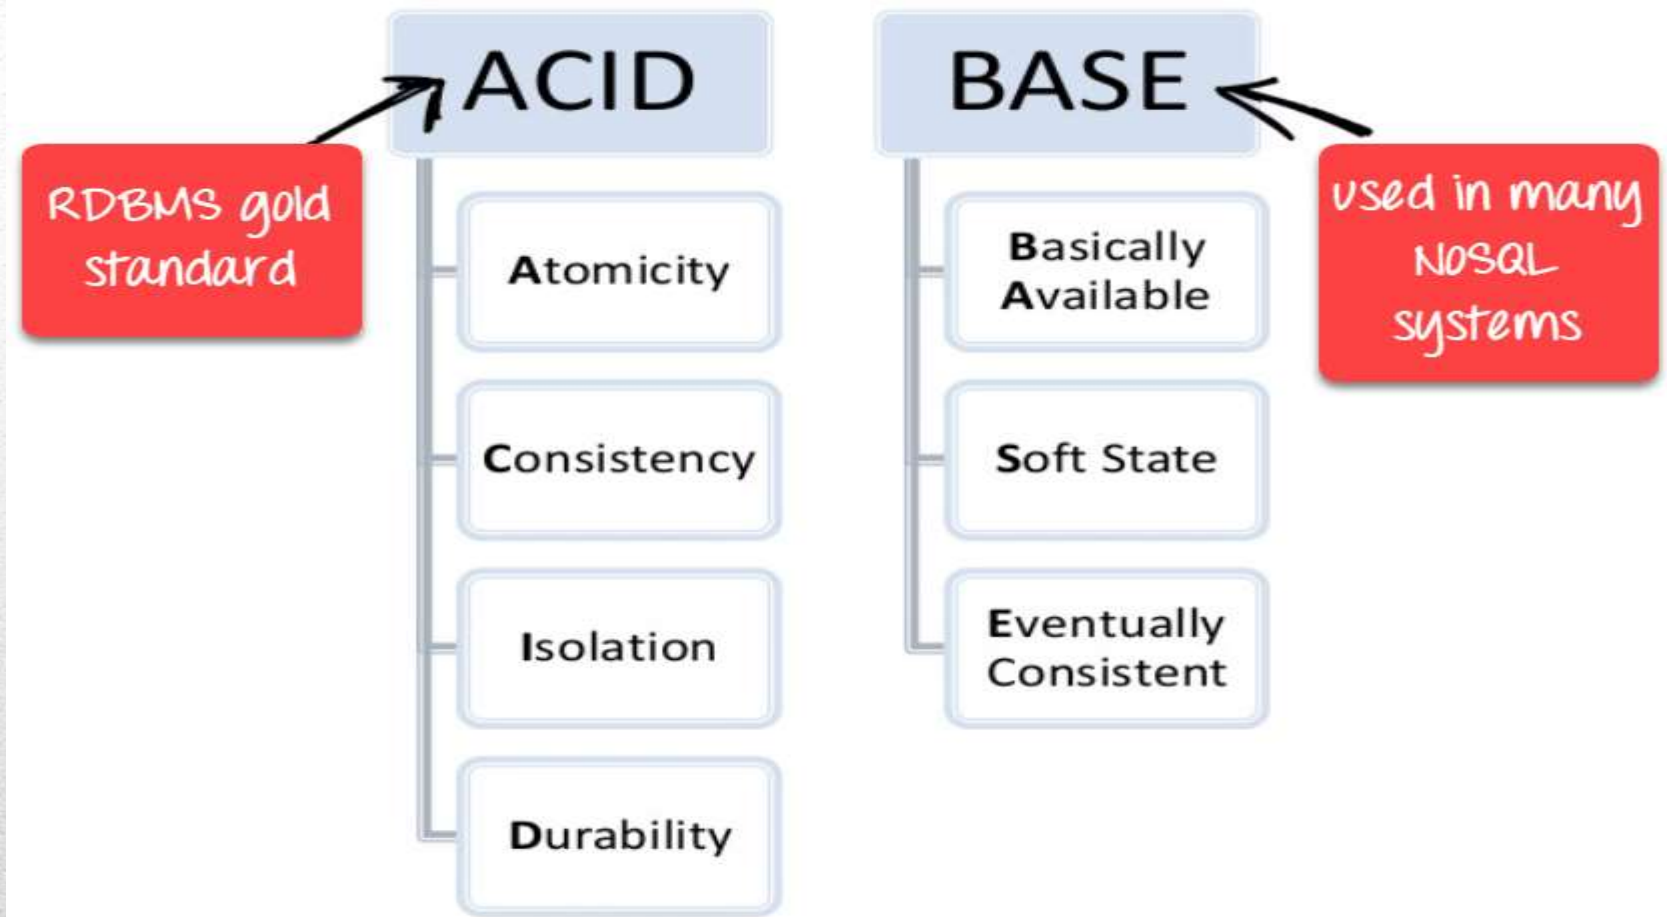 ACID
RDBMS gold
standard
Atomicity
Consistency
Isolation
Durability
BASE
used in many
NoSQL
systems
Basically
Available
Soft State
Eventually
Consistent